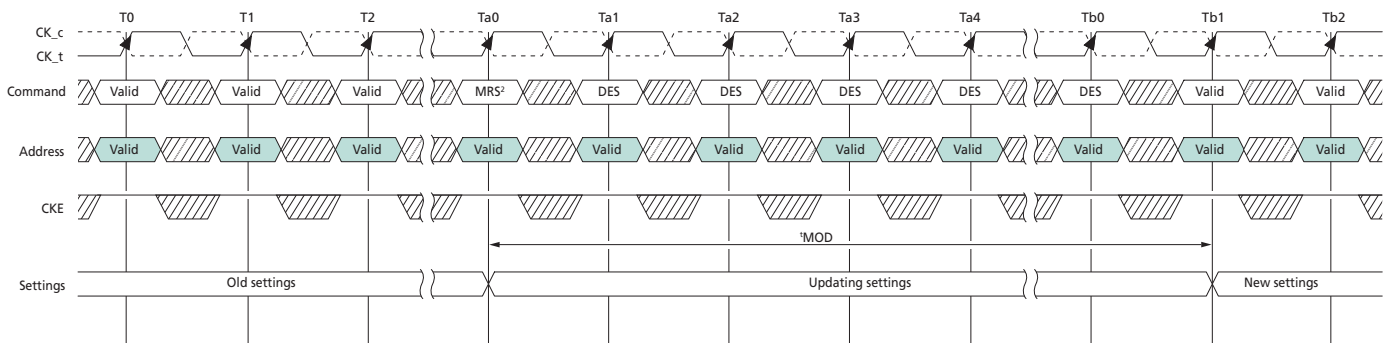 T0 T1 T2 Ta0 Ta1 Ta2 Ta3 Ta4 Tb0 Tb1 Tb2
CK_c
CK_t
Command Valid Valid Valid MRS² DES DES DES DES DES Valid Valid
Address Valid Valid Valid Valid Valid Valid Valid Valid Valid Valid Valid
CKE
ᵗMOD
Settings Old settings Updating settings New settings